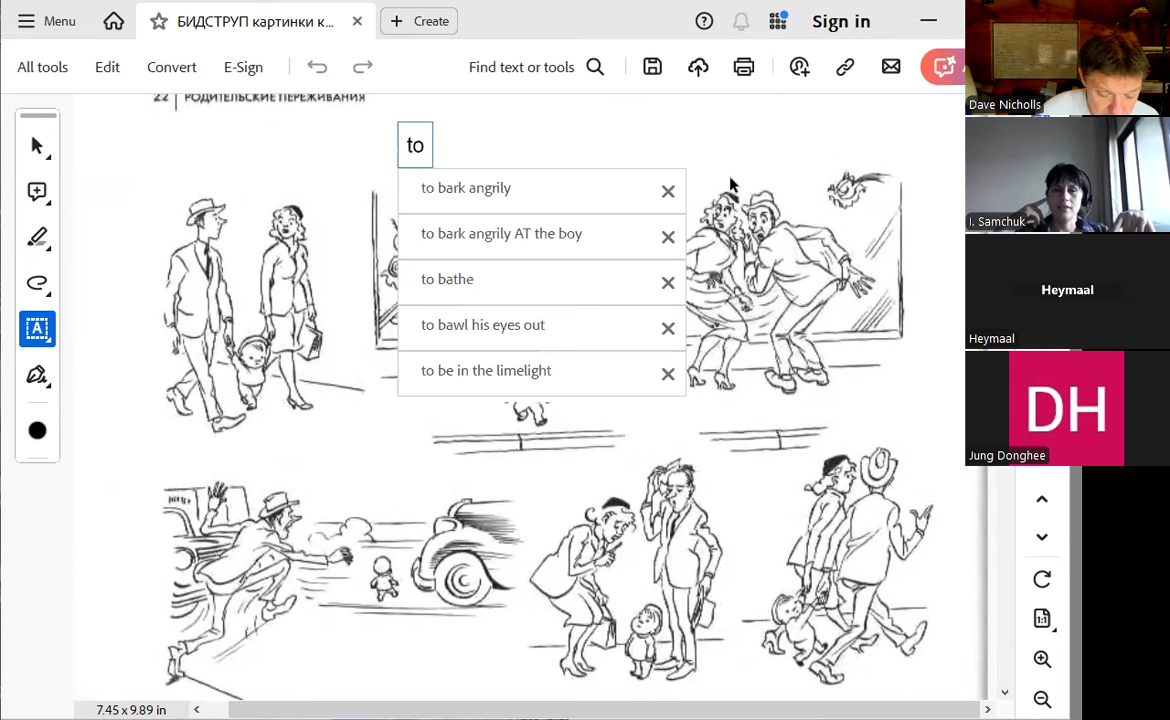 Menu
БИДСТРУП картинки к...
Create
Sign in
All tools
Edit
Convert
E-Sign
Find text or tools
22 | РОДИТЕЛЬСКИЕ ПЕРЕЖИВАНИЯ
to
to bark angrily
to bark angrily AT the boy
to bathe
to bawl his eyes out
to be in the limelight
Dave Nicholls
I. Samchuk
Heymaal
Heymaal
DH
Jung Donghee
7.45 x 9.89 in